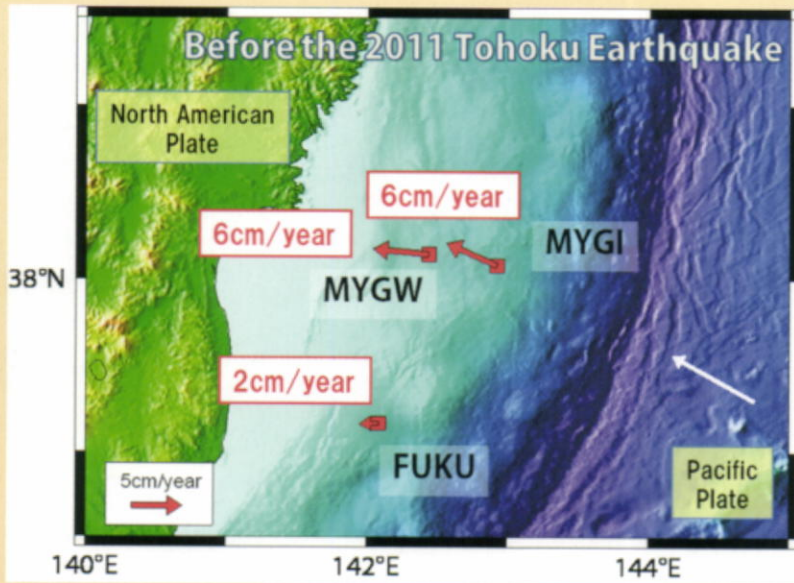 Before the 2011 Tohoku Earthquake
North American
Plate
6cm/year
6cm/year
MYGI
38°N
MYGW
2cm/year
FUKU
5cm/year
Pacific
Plate
140°E
142°E
144°E